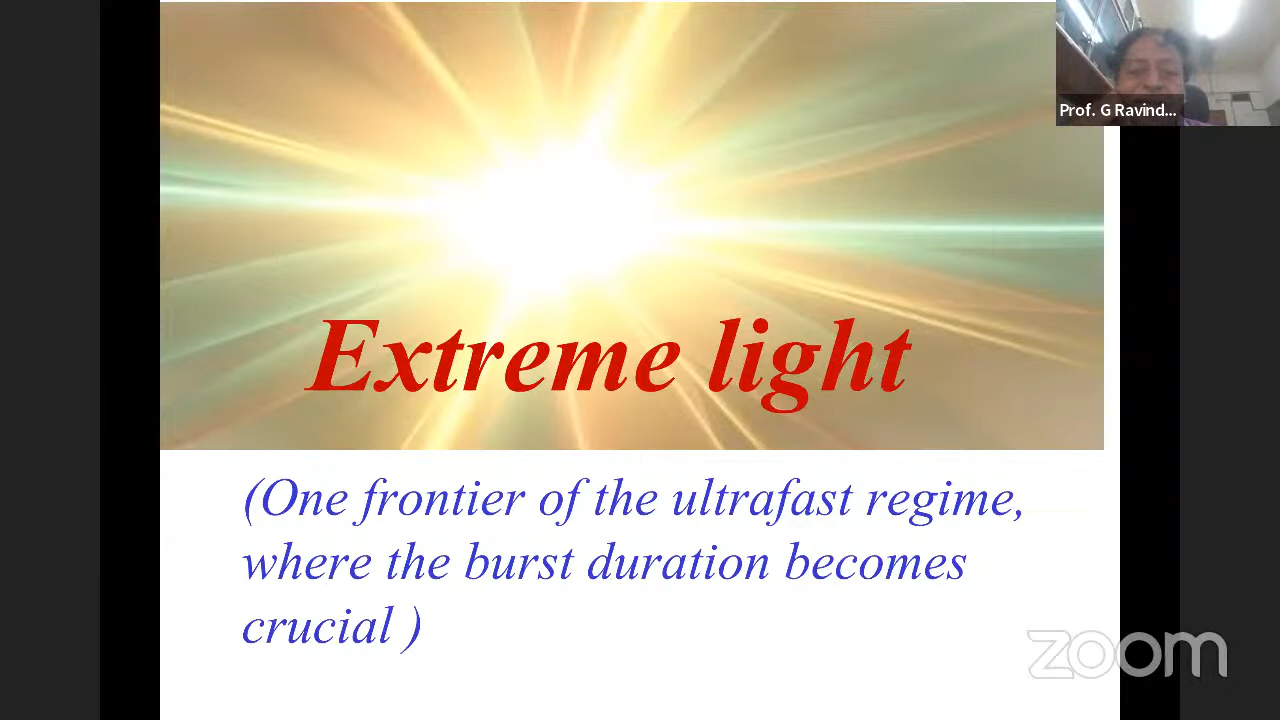 Prof. G Ravind...
Extreme light
(One frontier of the ultrafast regime,
where the burst duration becomes
crucial )
zoom